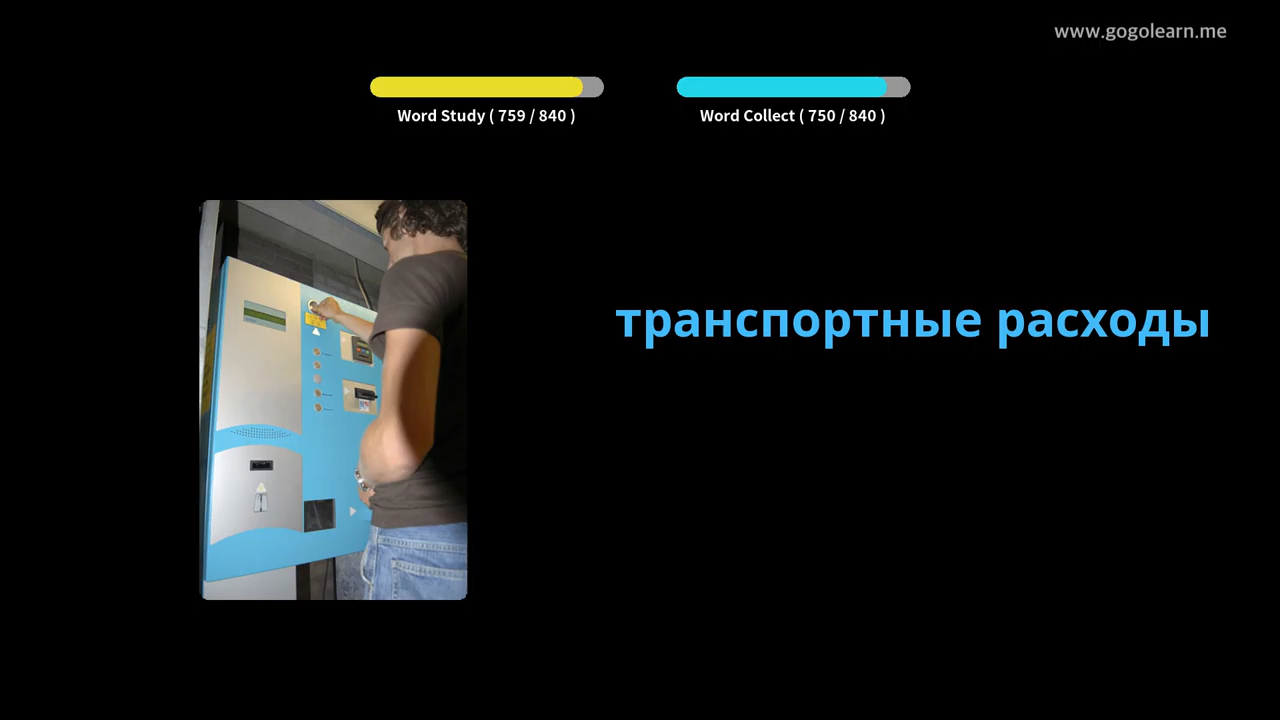 www.gogolearn.me
Word Study ( 759 / 840 )
Word Collect ( 750 / 840 )
транспортные расходы